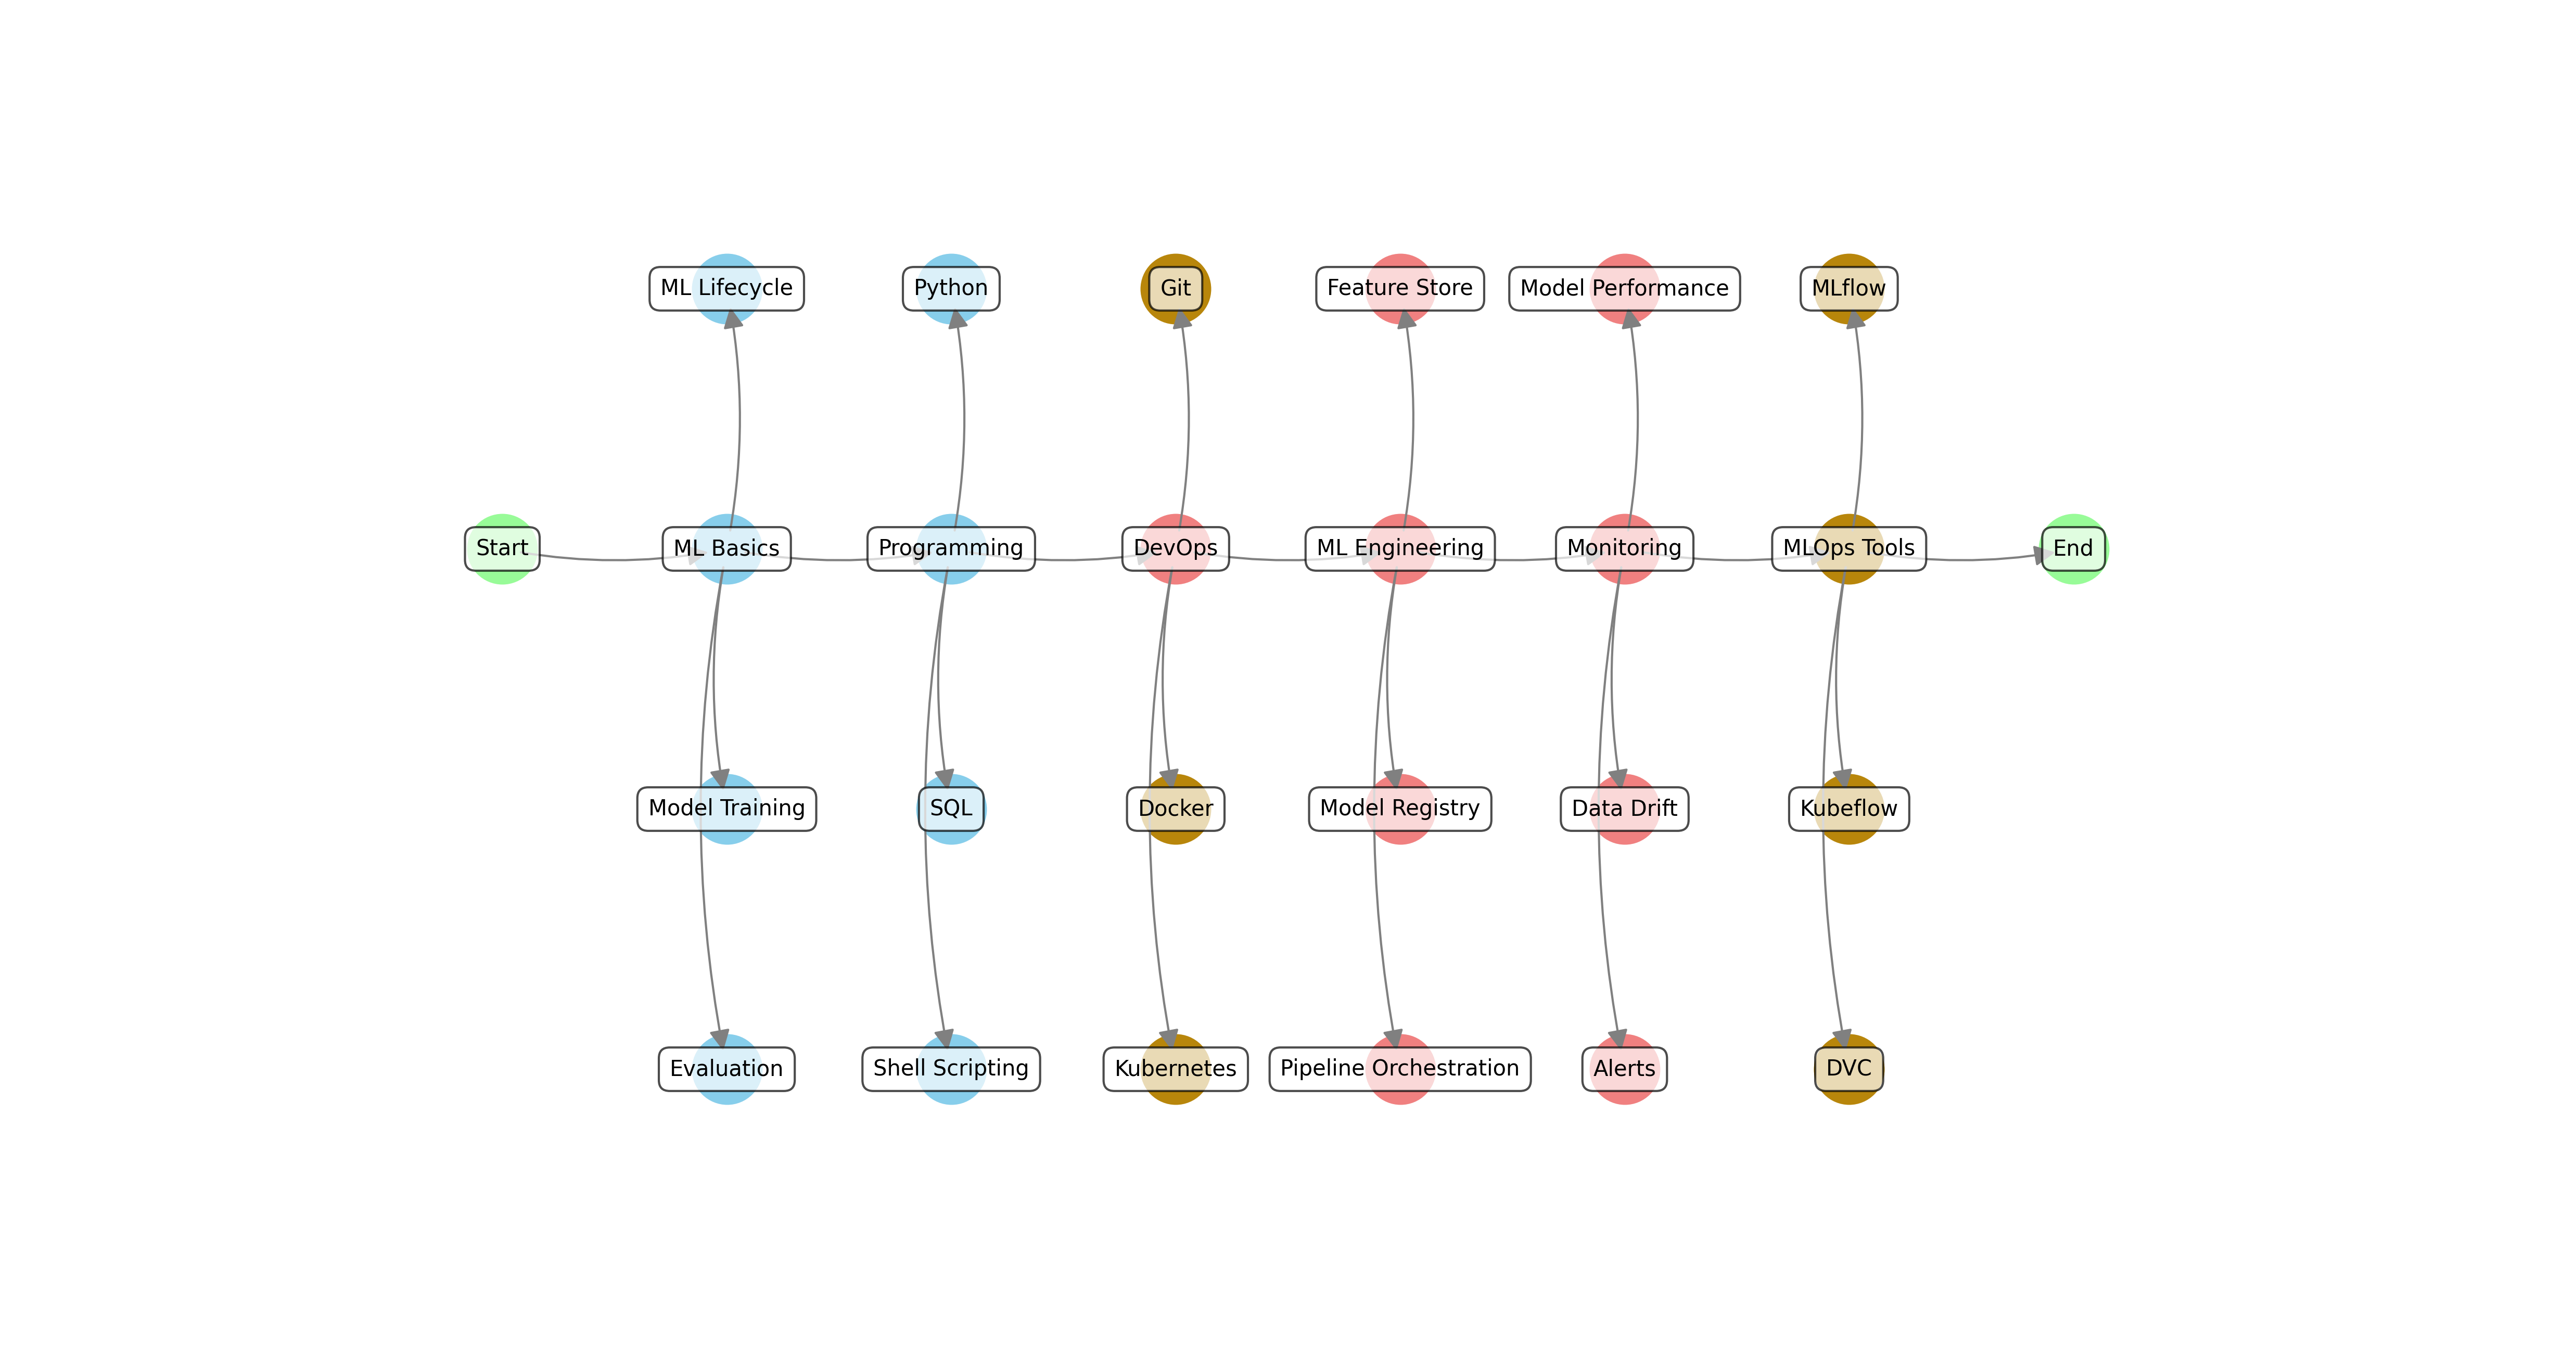 ML Lifecycle
Python
Git
Feature Store
Model Performance
MLflow
Start
ML Basics
Programming
DevOps
ML Engineering
Monitoring
MLOps Tools
End
Model Training
SQL
Docker
Model Registry
Data Drift
Kubeflow
Evaluation
Shell Scripting
Kubernetes
Pipeline Orchestration
Alerts
DVC